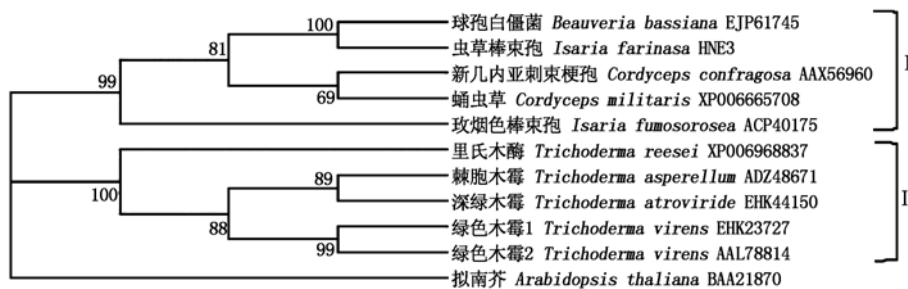 100
球孢白僵菌 Beauveria bassiana EJP61745
81
虫草棒束孢 Isaria farinasa HNE3
99
新几内亚刺束梗孢 Cordyceps confragosa AAX56960
69
蛹虫草 Cordyceps militaris XP006665708
玫烟色棒束孢 Isaria fumosorosea ACP40175
I
里氏木酶 Trichoderma reesei XP006968837
100
89
棘孢木霉 Trichoderma asperellum ADZ48671
深绿木霉 Trichoderma atroviride EHK44150
88
绿色木霉1 Trichoderma virens EHK23727
99
绿色木霉2 Trichoderma virens AAL78814
拟南芥 Arabidopsis thaliana BAA21870